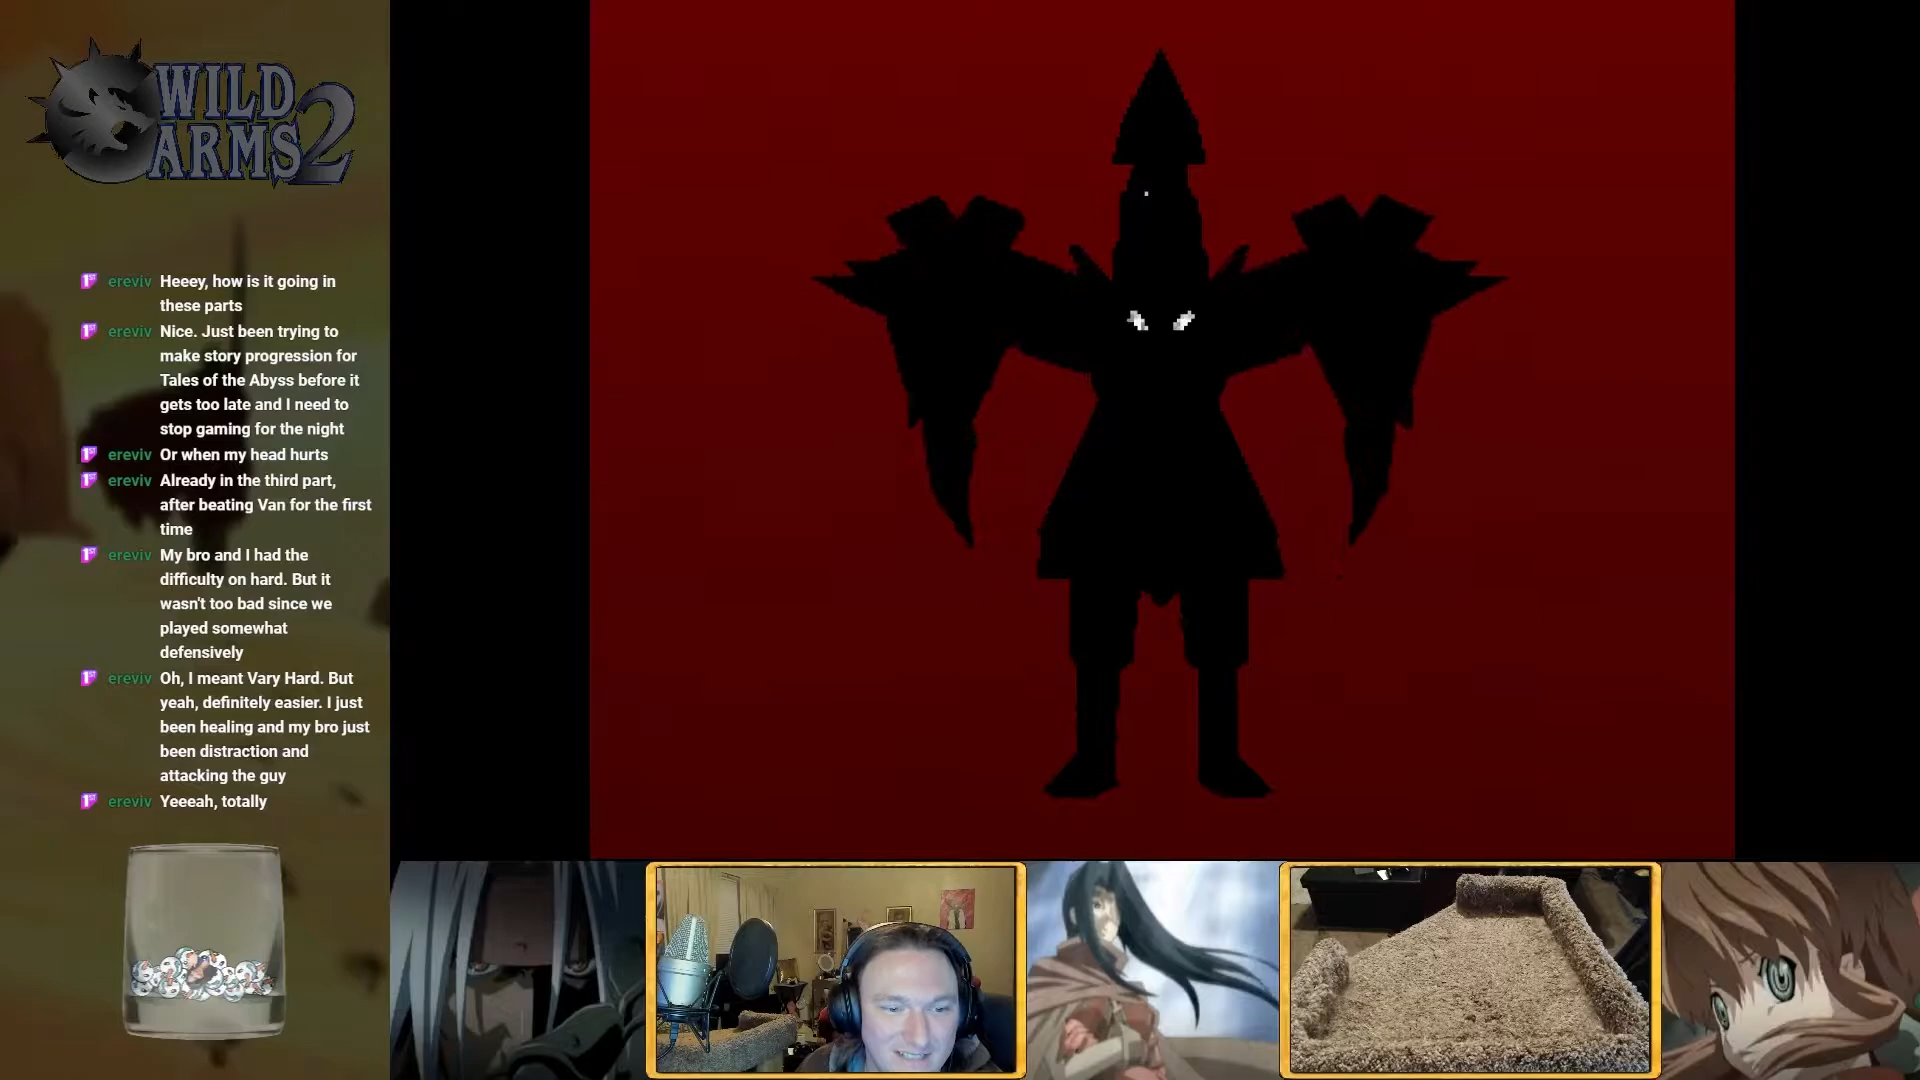 WILD
ARMS 2
ereviv Heeey, how is it going in
these parts
ereviv Nice. Just been trying to
make story progression for
Tales of the Abyss before it
gets too late and I need to
stop gaming for the night
ereviv Or when my head hurts
ereviv Already in the third part,
after beating Van for the first
time
ereviv My bro and I had the
difficulty on hard. But it
wasn't too bad since we
played somewhat
defensively
ereviv Oh, I meant Vary Hard. But
yeah, definitely easier. I just
been healing and my bro just
been distraction and
attacking the guy
ereviv Yeeeah, totally